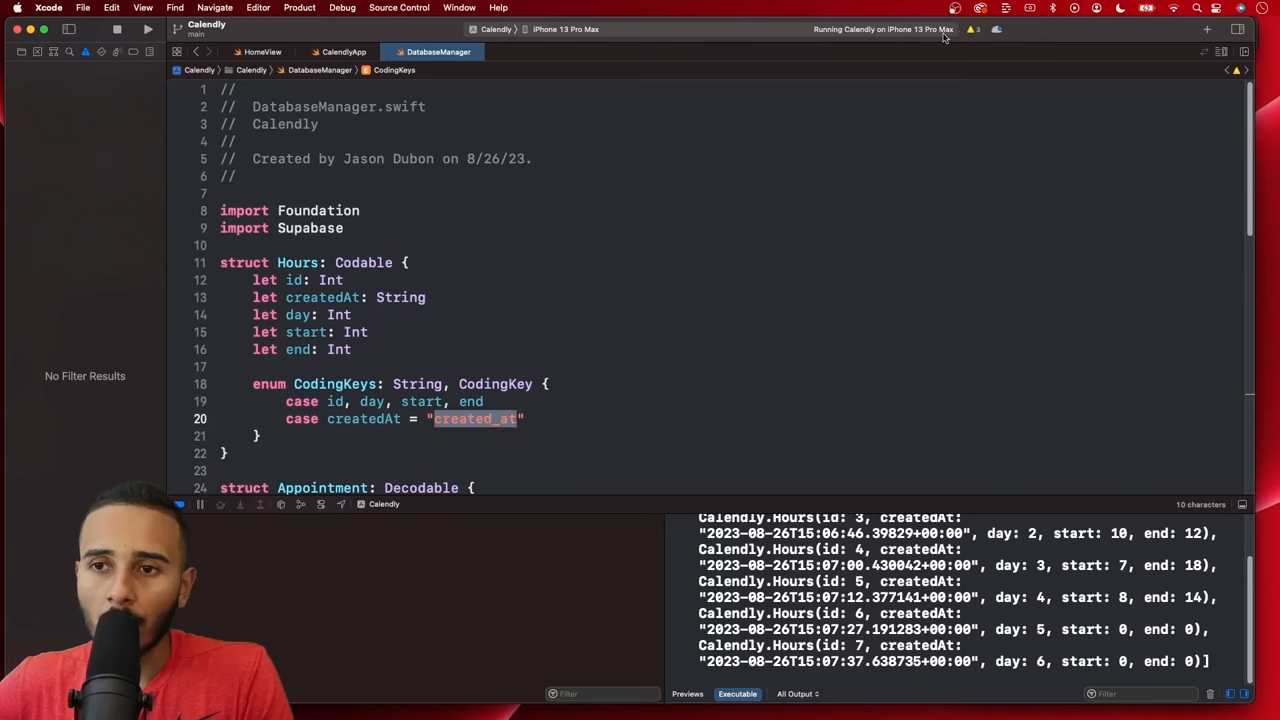 Xcode File Edit View Find Navigate Editor Product Debug Source Control Window Help
Calendly
main
Calendly 〉 iPhone 13 Pro Max
Running Calendly on iPhone 13 Pro Max
3
HomeView
CalendlyApp
DatabaseManager
Calendly 〉 Calendly 〉 DatabaseManager 〉 CodingKeys
1 //
2 // DatabaseManager.swift
3 // Calendly
4 //
5 // Created by Jason Dubon on 8/26/23.
6 //
7
8 import Foundation
9 import Supabase
10
11 struct Hours: Codable {
12 let id: Int
13 let createdAt: String
14 let day: Int
15 let start: Int
16 let end: Int
17
18 enum CodingKeys: String, CodingKey {
19 case id, day, start, end
20 case createdAt = "created_at"
21 }
22 }
23
24 struct Appointment: Decodable {
No Filter Results
Calendly
10 characters
Calendly.Hours(id: 3, createdAt:
"2023-08-26T15:06:46.39829+00:00", day: 2, start: 10, end: 12),
Calendly.Hours(id: 4, createdAt:
"2023-08-26T15:07:00.430042+00:00", day: 3, start: 7, end: 18),
Calendly.Hours(id: 5, createdAt:
"2023-08-26T15:07:12.377141+00:00", day: 4, start: 8, end: 14),
Calendly.Hours(id: 6, createdAt:
"2023-08-26T15:07:27.191283+00:00", day: 5, start: 0, end: 0),
Calendly.Hours(id: 7, createdAt:
"2023-08-26T15:07:37.638735+00:00", day: 6, start: 0, end: 0)]
Filter
Previews Executable All Output
Filter